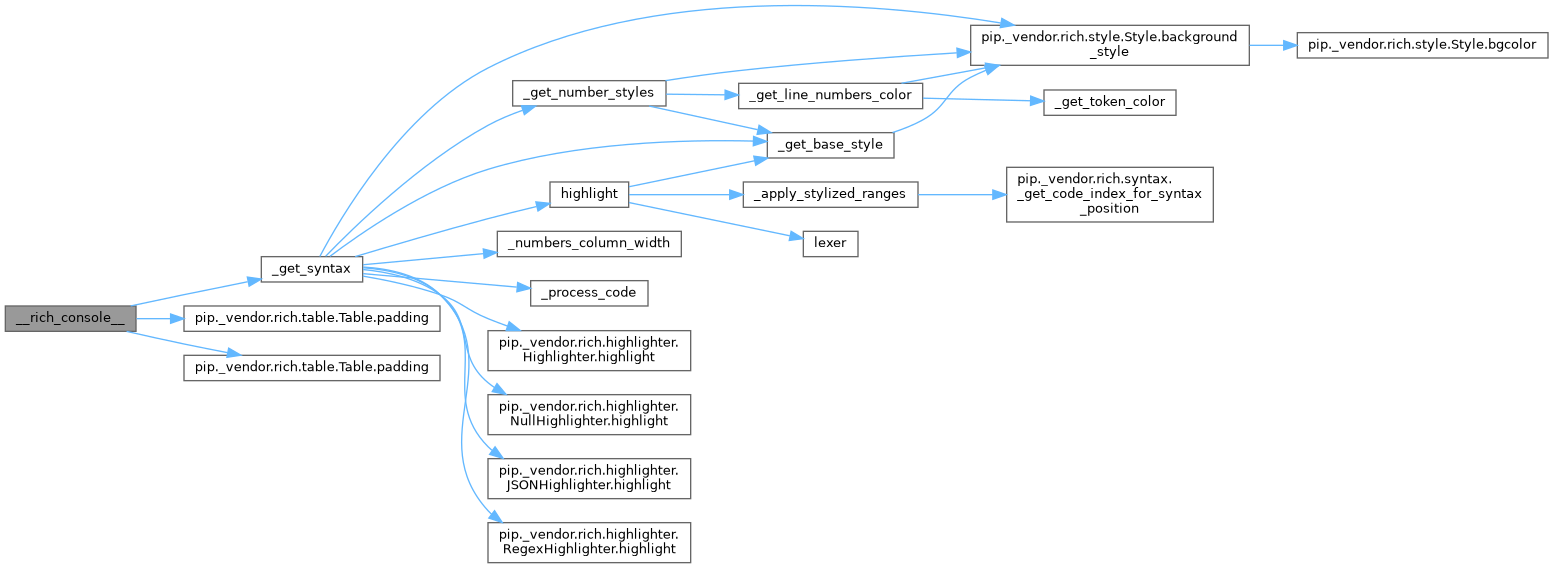 pip._vendor.rich.style.Style.background
_style
pip._vendor.rich.style.Style.bgcolor
_get_number_styles
_get_line_numbers_color
_get_token_color
_get_base_style
highlight
_apply_stylized_ranges
pip._vendor.rich.syntax.
_get_code_index_for_syntax
_position
lexer
_numbers_column_width
_get_syntax
_process_code
__rich_console__
pip._vendor.rich.table.Table.padding
pip._vendor.rich.highlighter.
Highlighter.highlight
pip._vendor.rich.table.Table.padding
pip._vendor.rich.highlighter.
NullHighlighter.highlight
pip._vendor.rich.highlighter.
JSONHighlighter.highlight
pip._vendor.rich.highlighter.
RegexHighlighter.highlight